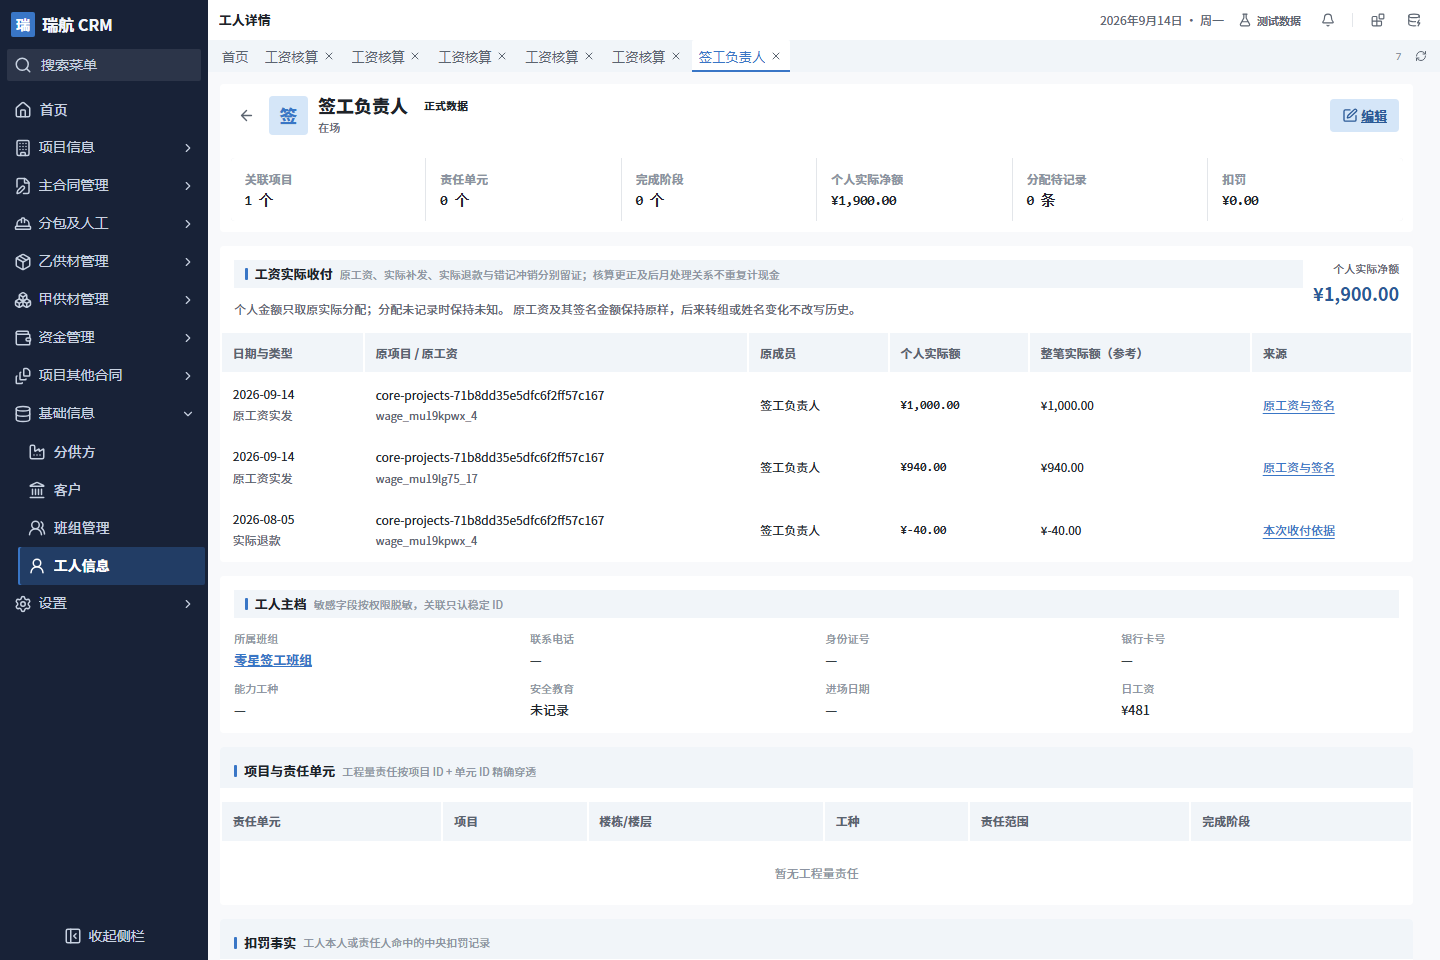 瑞 瑞航 CRM
搜索菜单
首页
项目信息
主合同管理
分包及人工
乙供材管理
甲供材管理
资金管理
项目其他合同
基础信息
分供方
客户
班组管理
工人信息
设置
收起侧栏
工人详情
2026年9月14日 · 周一 测试数据
首页 工资核算 工资核算 工资核算 工资核算 工资核算 签工负责人 7
签 签工负责人 正式数据
在场
编辑
关联项目 责任单元 完成阶段 个人实际净额 分配待记录 扣罚
1 个 0 个 0 个 ¥1,900.00 0 条 ¥0.00
工资实际收付 原工资、实际补发、实际退款与错记冲销分别留证；核算更正及后月处理关系不重复计现金
个人实际净额
¥1,900.00
个人金额只取原实际分配；分配未记录时保持未知。 原工资及其签名金额保持原样，后来转组或姓名变化不改写历史。
日期与类型 原项目 / 原工资 原成员 个人实际额 整笔实际额（参考） 来源
2026-09-14 core-projects-71b8dd35e5dfc6f2ff57c167 签工负责人 ¥1,000.00 ¥1,000.00 原工资与签名
原工资实发 wage_mu19kpwx_4
2026-09-14 core-projects-71b8dd35e5dfc6f2ff57c167 签工负责人 ¥940.00 ¥940.00 原工资与签名
原工资实发 wage_mu19lg75_17
2026-08-05 core-projects-71b8dd35e5dfc6f2ff57c167 签工负责人 ¥-40.00 ¥-40.00 本次收付依据
实际退款 wage_mu19kpwx_4
工人主档 敏感字段按权限脱敏，关联只认稳定 ID
所属班组 联系电话 身份证号 银行卡号
零星签工班组 — — —
能力工种 安全教育 进场日期 日工资
— 未记录 — ¥481
项目与责任单元 工程量责任按项目 ID + 单元 ID 精确穿透
责任单元 项目 楼栋/楼层 工种 责任范围 完成阶段
暂无工程量责任
扣罚事实 工人本人或责任人命中的中央扣罚记录